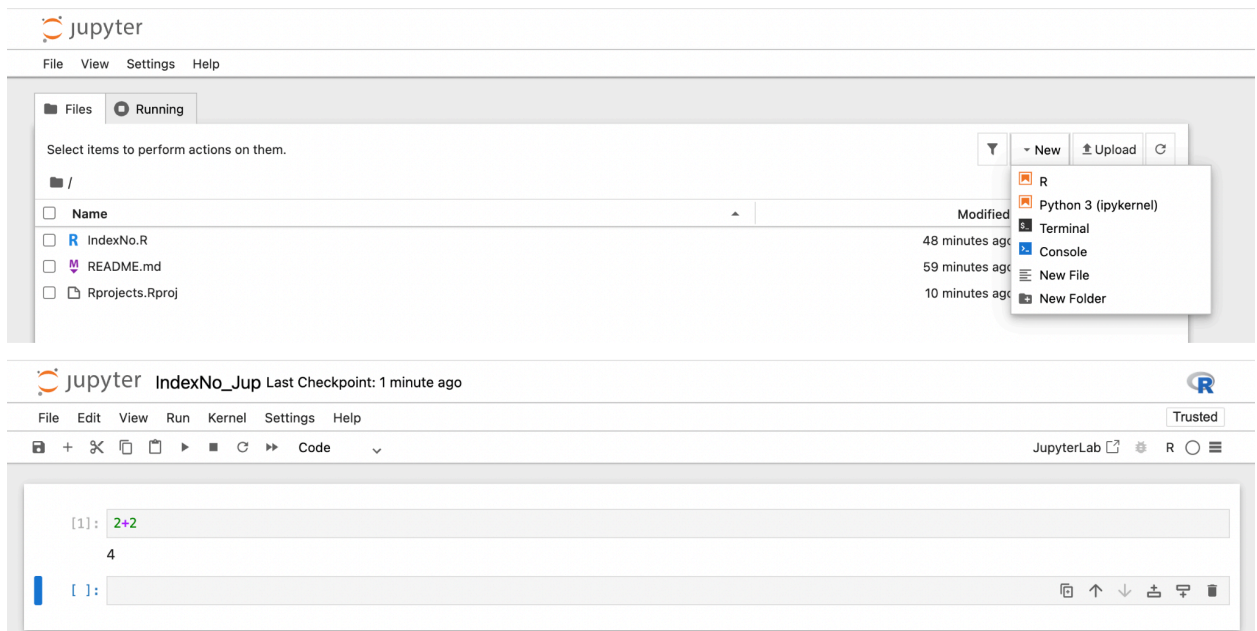 jupyter
File View Settings Help
Files Running
Select items to perform actions on them.
New Upload
/
R
Name Modified
Python 3 (ipykernel)
Terminal
IndexNo.R 48 minutes ago
Console
README.md 59 minutes ago
New File
Rprojects.Rproj 10 minutes ago
New Folder
jupyter IndexNo_Jup Last Checkpoint: 1 minute ago
R
File Edit View Run Kernel Settings Help
Trusted
Code JupyterLab R
[1]: 2+2
4
[ ]: